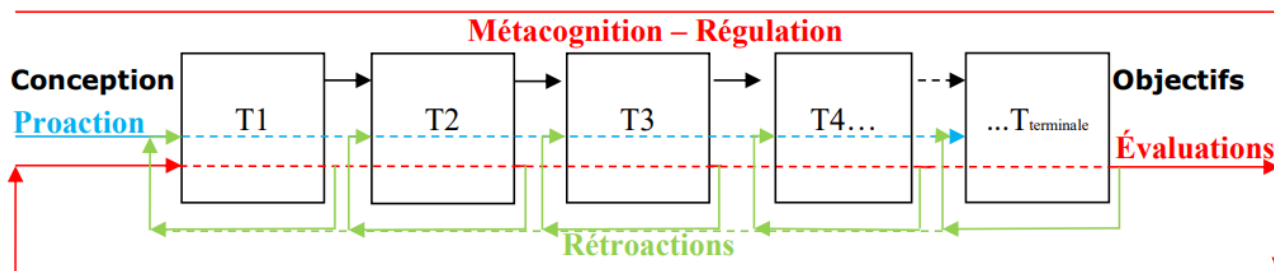 Métacognition – Régulation
Conception
Objectifs
Proaction
T1
T2
T3
T4…
...Tterminale
Évaluations
Rétroactions